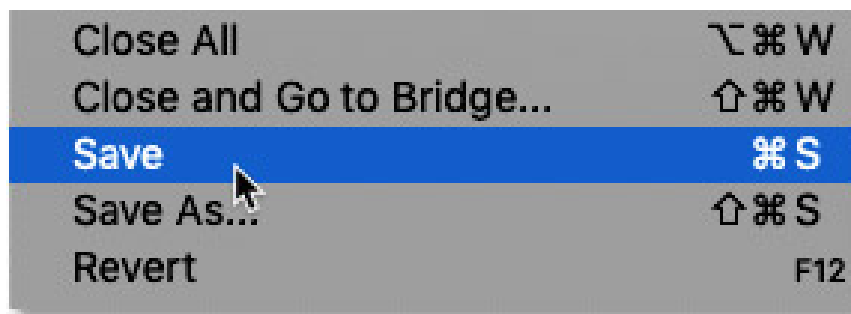 Close All ⌥⌘W
Close and Go to Bridge... ⇧⌘W
Save ⌘S
Save As... ⇧⌘S
Revert F12